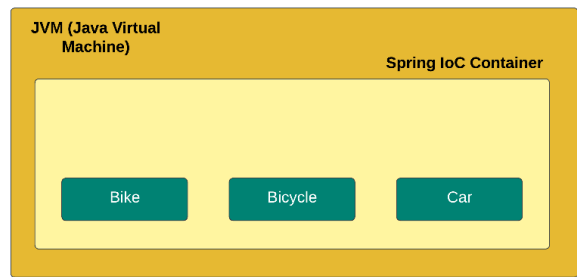 JVM (Java Virtual
Machine)
Spring IoC Container
Bike
Bicycle
Car